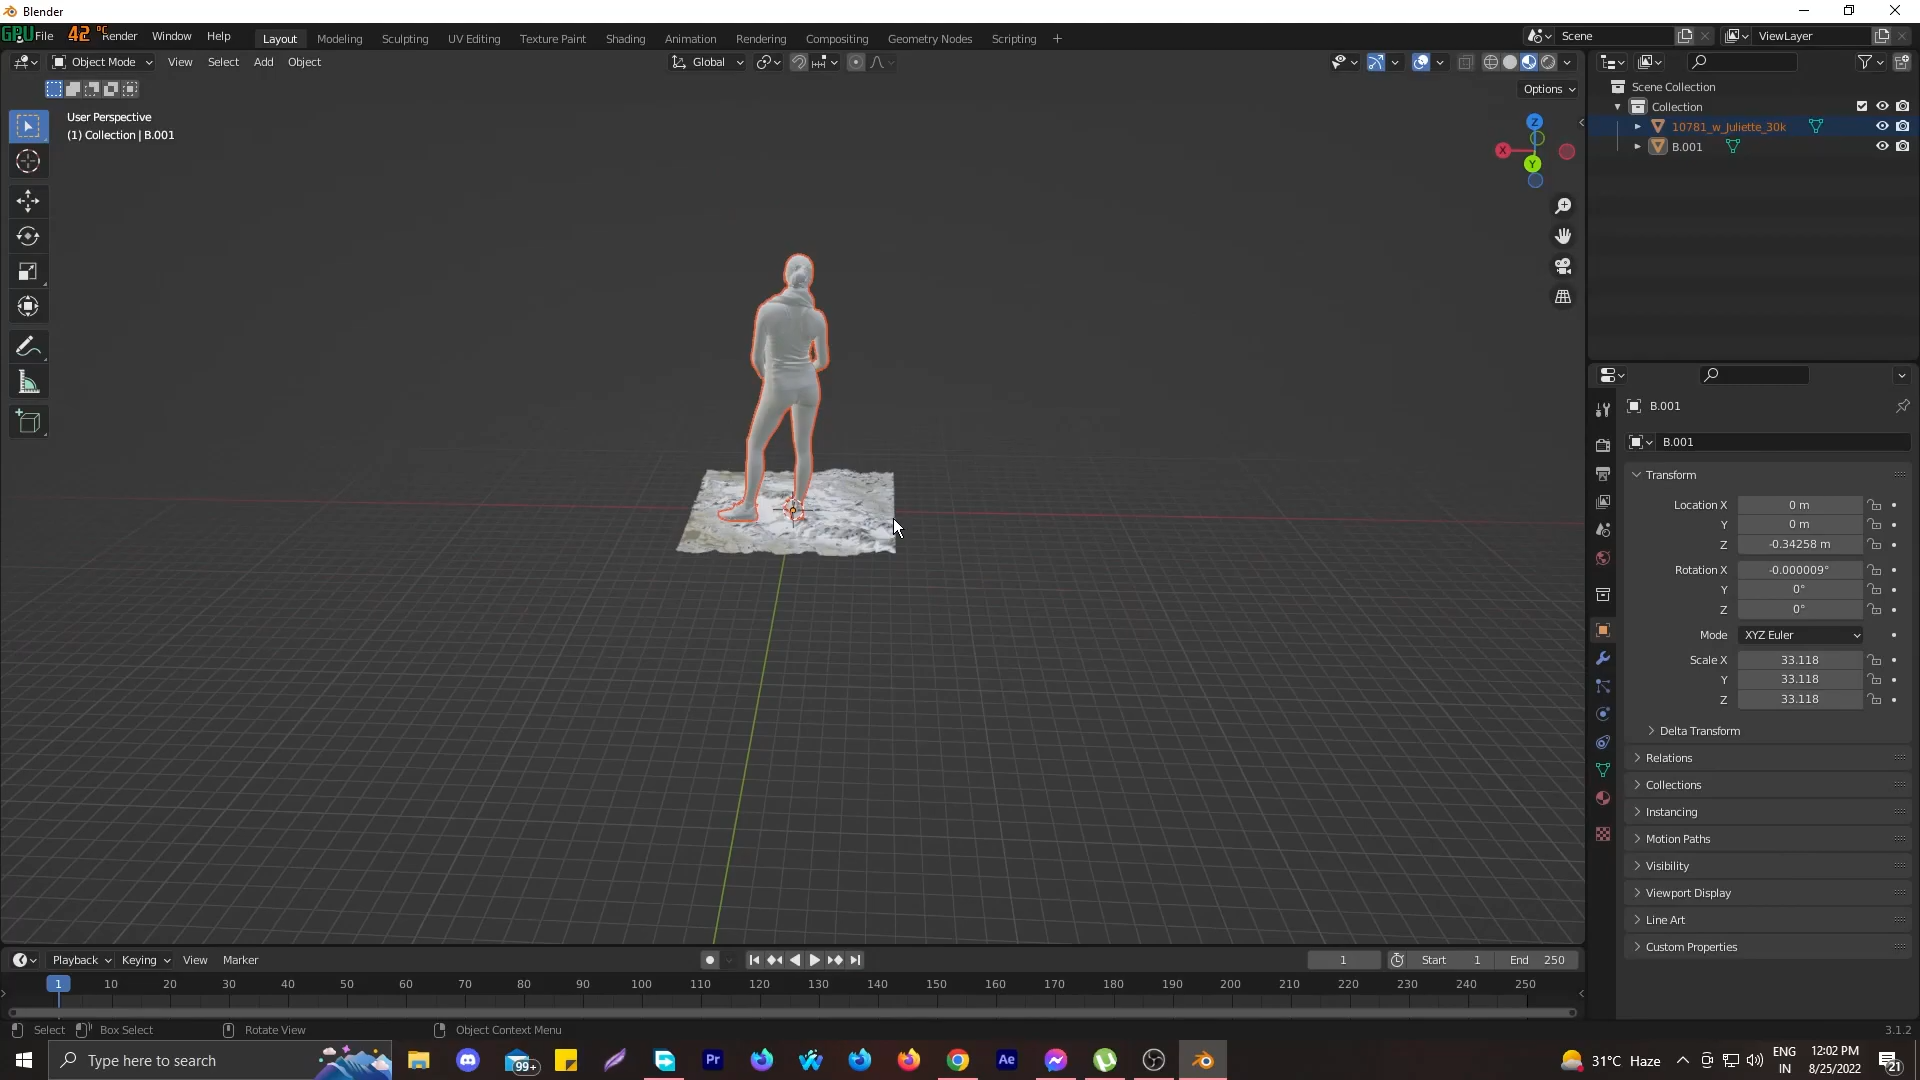 Blender
GPU 42 °C
File Render Window Help Layout Modeling Sculpting UV Editing Texture Paint Shading Animation Rendering Compositing Geometry Nodes Scripting + Scene ViewLayer
Object Mode View Select Add Object Global
Options
User Perspective
(1) Collection | B.001
Z
X
Y
Scene Collection
Collection
10781_w_Juliette_30k
B.001
B.001
B.001
Transform
Location X 0 m
Y 0 m
Z -0.34258 m
Rotation X -0.000009°
Y 0°
Z 0°
Mode XYZ Euler
Scale X 33.118
Y 33.118
Z 33.118
Delta Transform
Relations
Collections
Instancing
Motion Paths
Visibility
Viewport Display
Line Art
Custom Properties
Playback Keying View Marker 1 Start 1 End 250
1 10 20 30 40 50 60 70 80 90 100 110 120 130 140 150 160 170 180 190 200 210 220 230 240 250
Select Box Select Rotate View Object Context Menu 3.1.2
Type here to search 99+ Pr Ae 31°C Haze ENG IN 12:02 PM 8/25/2022 21